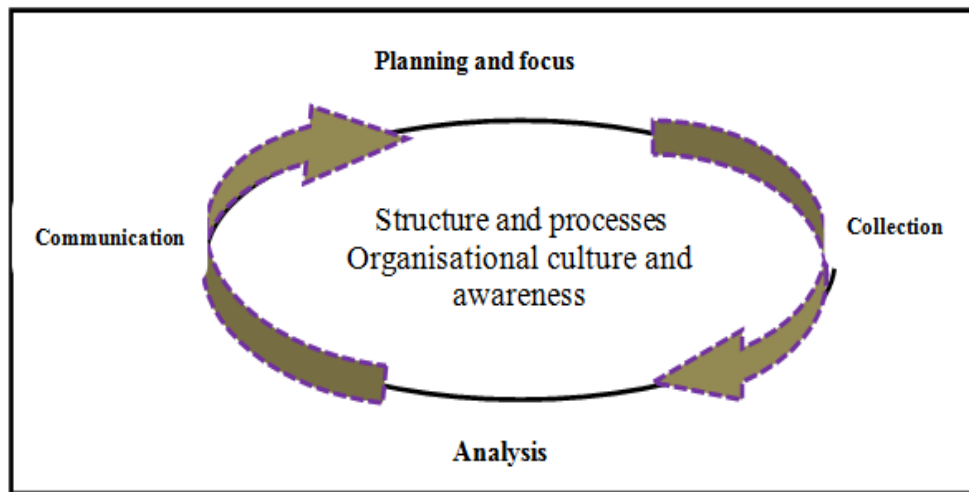 Planning and focus
Structure and processes
Organisational culture and
awareness
Communication
Collection
Analysis